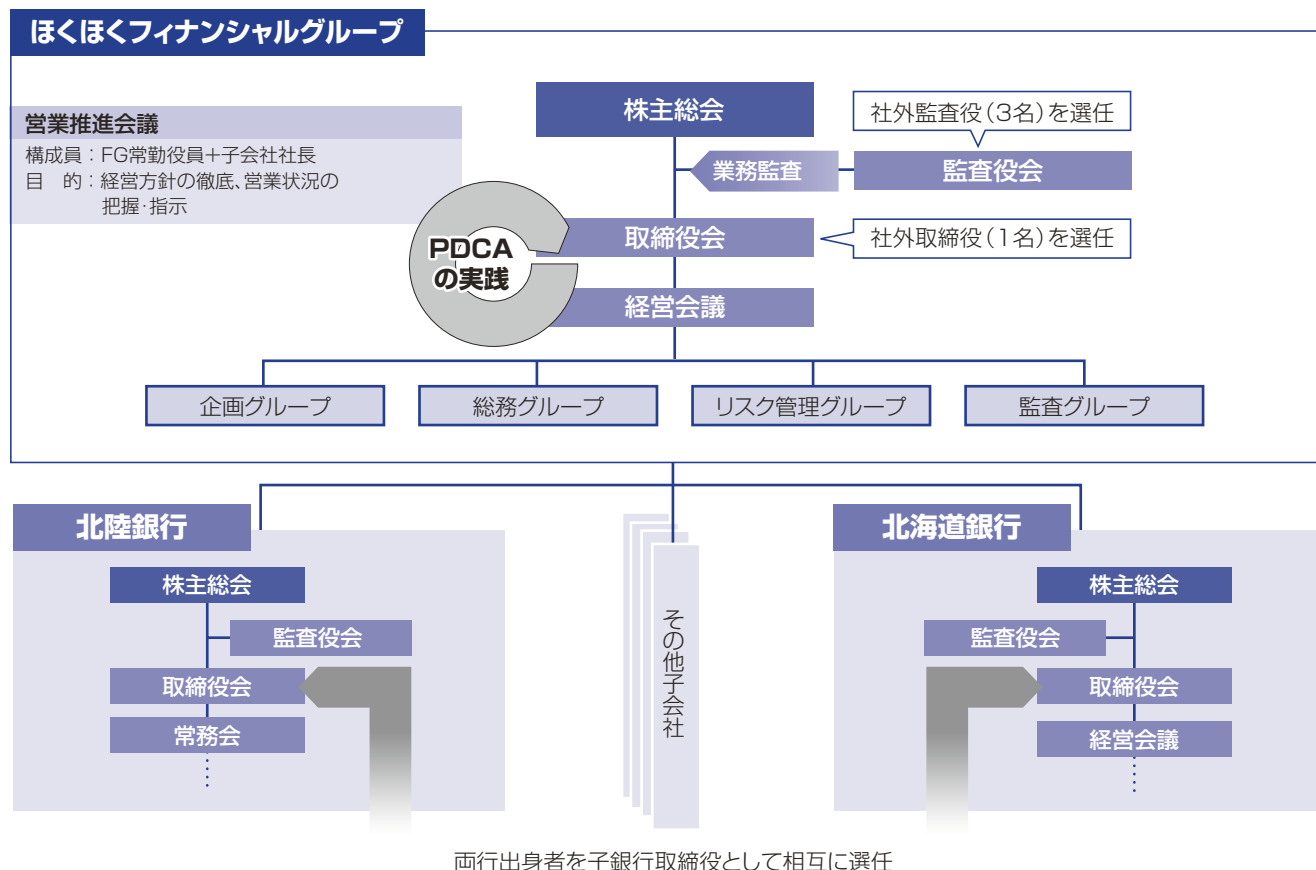 ほくほくフィナンシャルグループ
営業推進会議
構成員：FG常勤役員＋子会社社長
目　的：経営方針の徹底、営業状況の
把握・指示
株主総会
社外監査役（3名）を選任
業務監査
監査役会
PDCA
の実践
取締役会
社外取締役（1名）を選任
経営会議
企画グループ
総務グループ
リスク管理グループ
監査グループ
北陸銀行
株主総会
監査役会
取締役会
常務会
その他子会社
北海道銀行
株主総会
監査役会
取締役会
経営会議
両行出身者を子銀行取締役として相互に選任